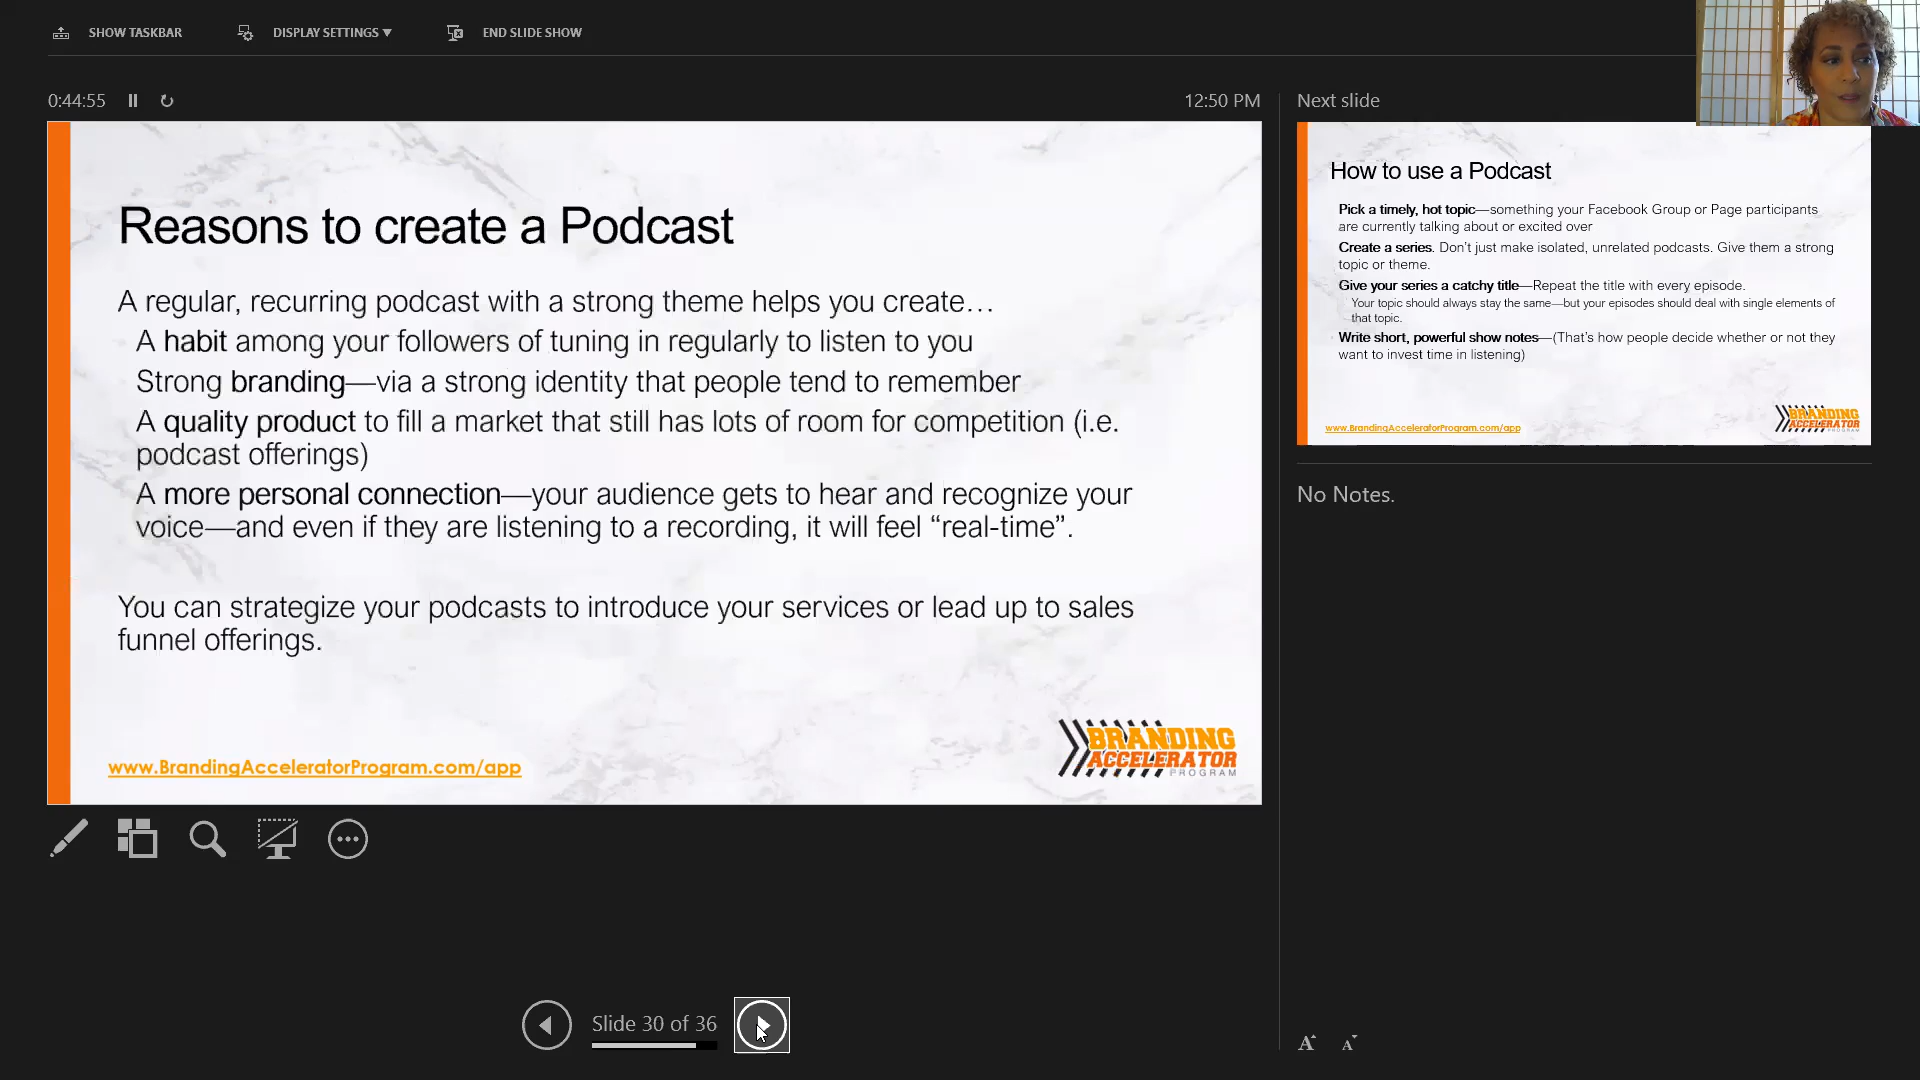 SHOW TASKBAR
DISPLAY SETTINGS ▼
END SLIDE SHOW
0:44:55
12:50 PM
Next slide
Reasons to create a Podcast
A regular, recurring podcast with a strong theme helps you create…
A habit among your followers of tuning in regularly to listen to you
Strong branding—via a strong identity that people tend to remember
A quality product to fill a market that still has lots of room for competition (i.e.
podcast offerings)
A more personal connection—your audience gets to hear and recognize your
voice—and even if they are listening to a recording, it will feel “real-time”.
You can strategize your podcasts to introduce your services or lead up to sales
funnel offerings.
www.BrandingAcceleratorProgram.com/app
BRANDING
ACCELERATOR
PROGRAM
How to use a Podcast
Pick a timely, hot topic—something your Facebook Group or Page participants
are currently talking about or excited over
Create a series. Don’t just make isolated, unrelated podcasts. Give them a strong
topic or theme.
Give your series a catchy title—Repeat the title with every episode.
Your topic should always stay the same—but your episodes should deal with single elements of
that topic.
Write short, powerful show notes—(That’s how people decide whether or not they
want to invest time in listening)
www.BrandingAcceleratorProgram.com/app
BRANDING
ACCELERATOR
PROGRAM
No Notes.
Slide 30 of 36
A A